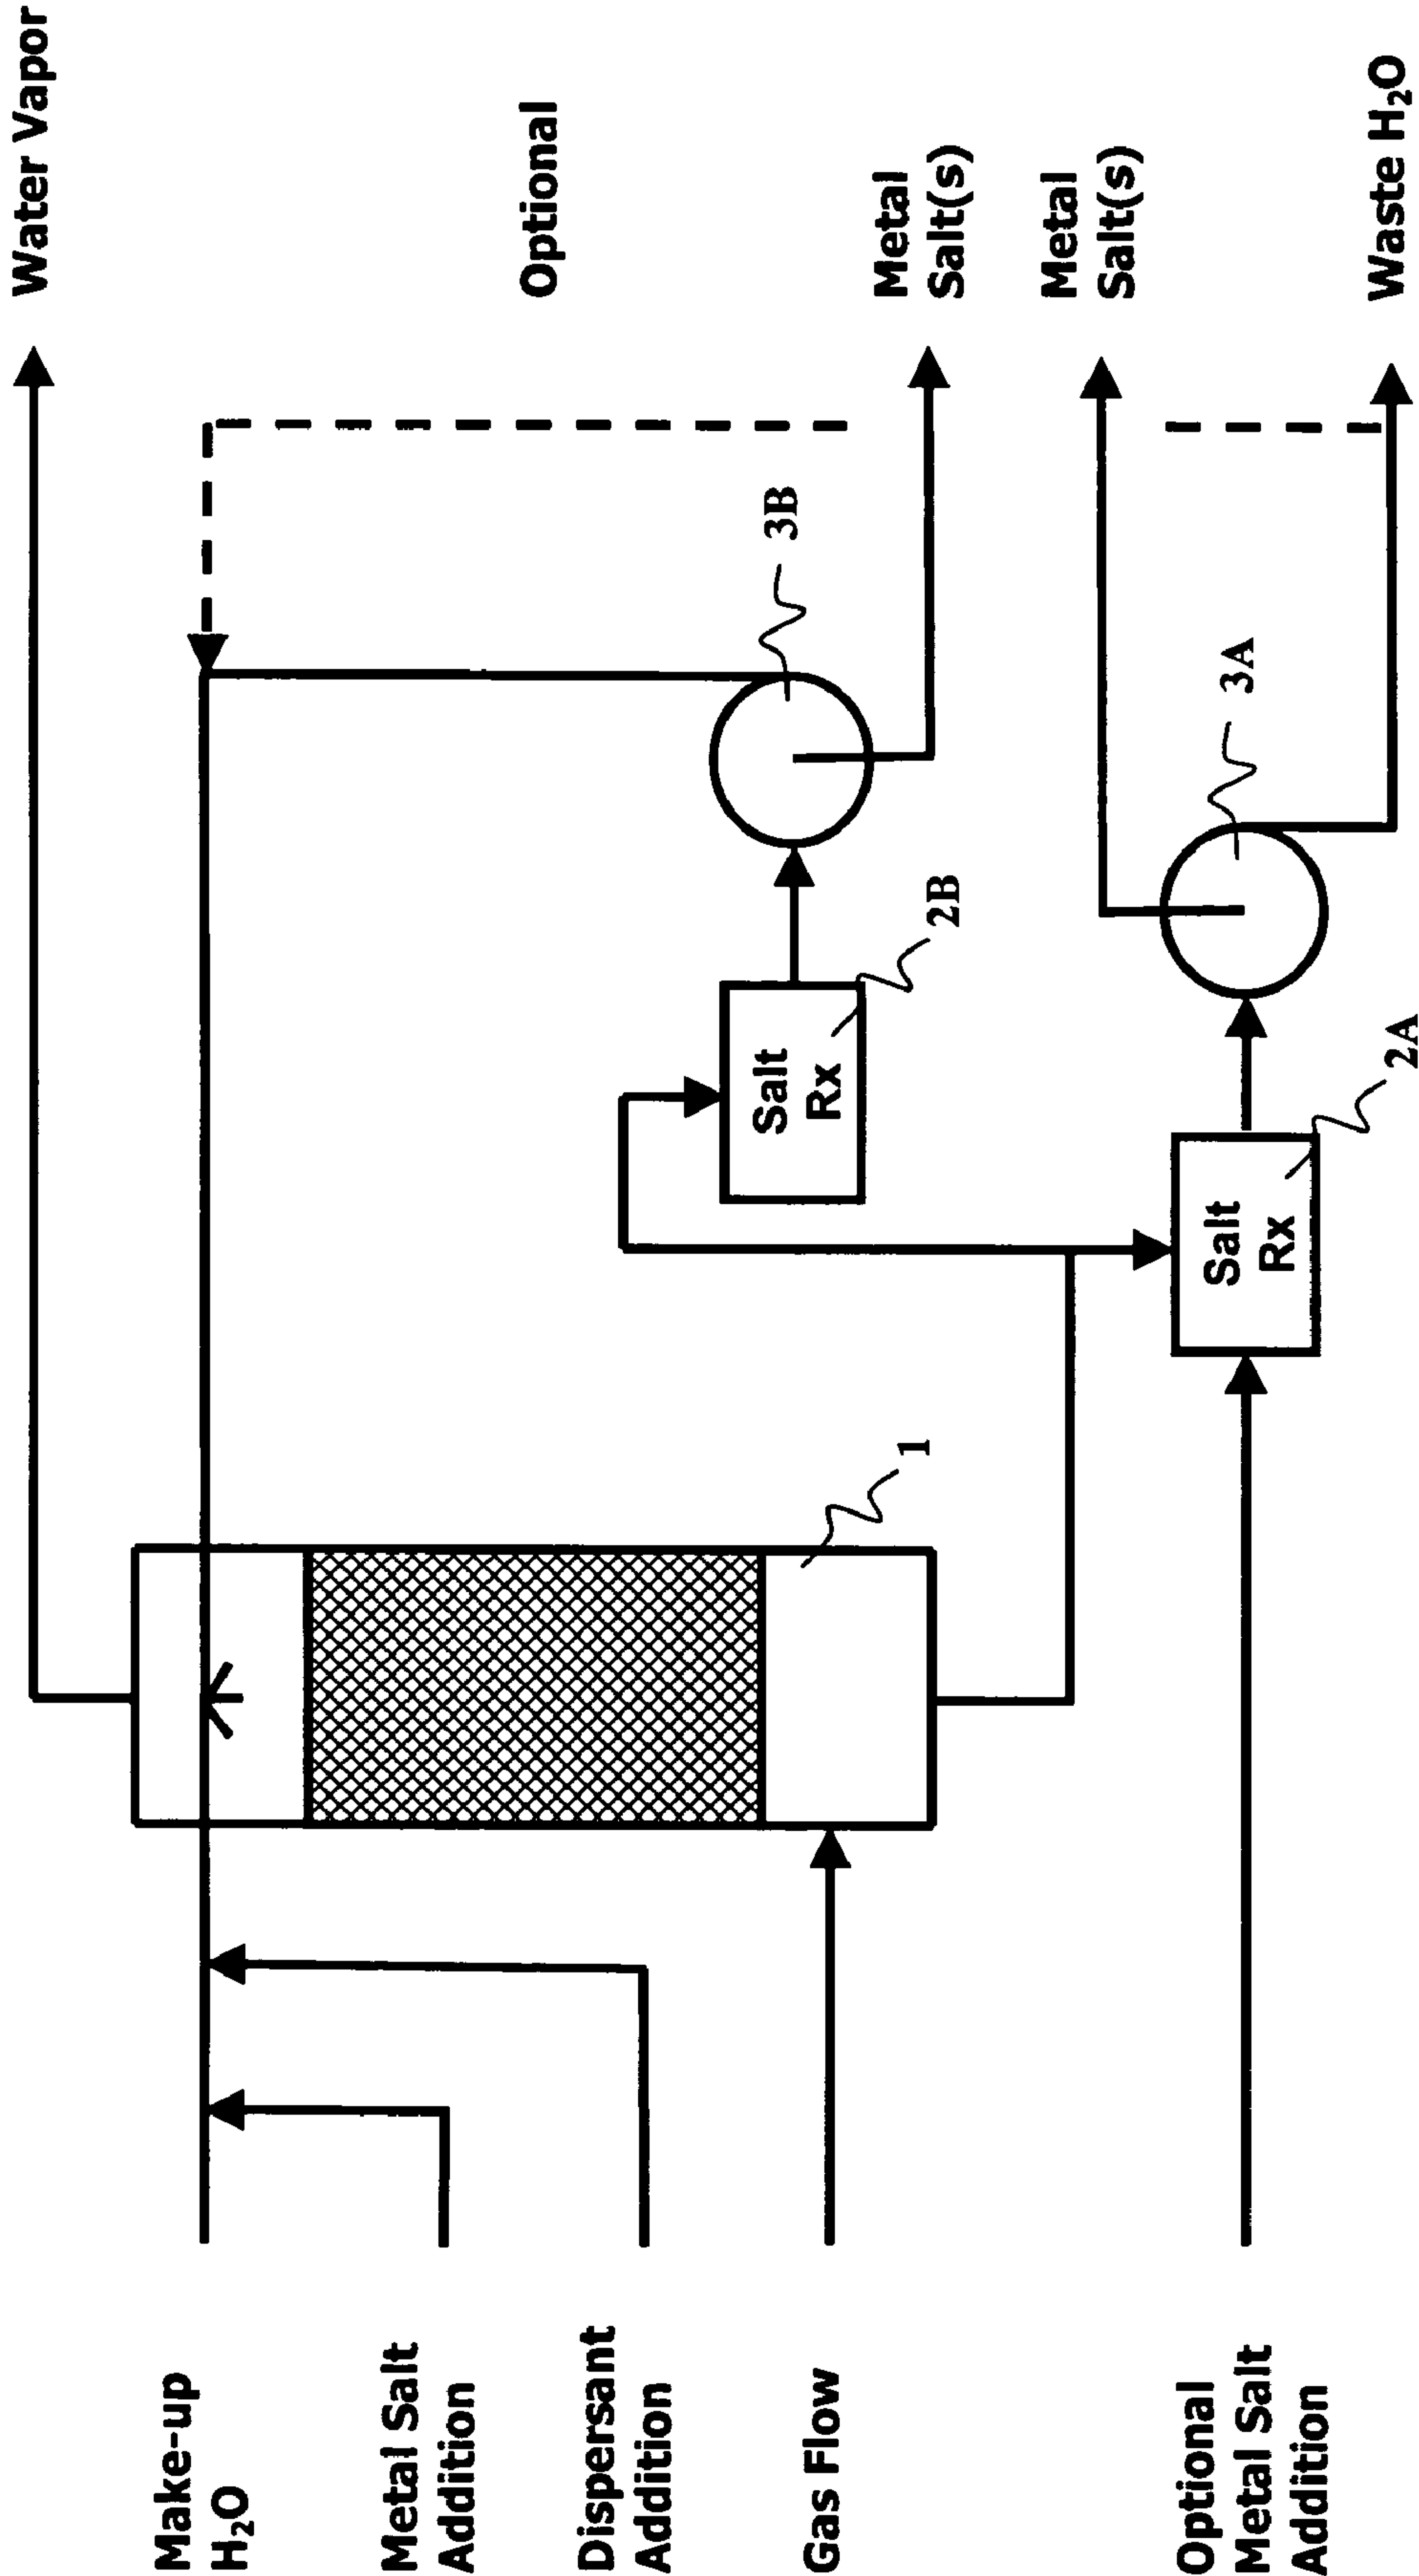 Water Vapor
Optional
Metal
Salt(s)
Metal
Salt(s)
Waste H₂O
3B
3A
2B
2A
Salt
Rx
Salt
Rx
1
Make-up
H₂O
Metal Salt
Addition
Dispersant
Addition
Gas Flow
Optional
Metal Salt
Addition